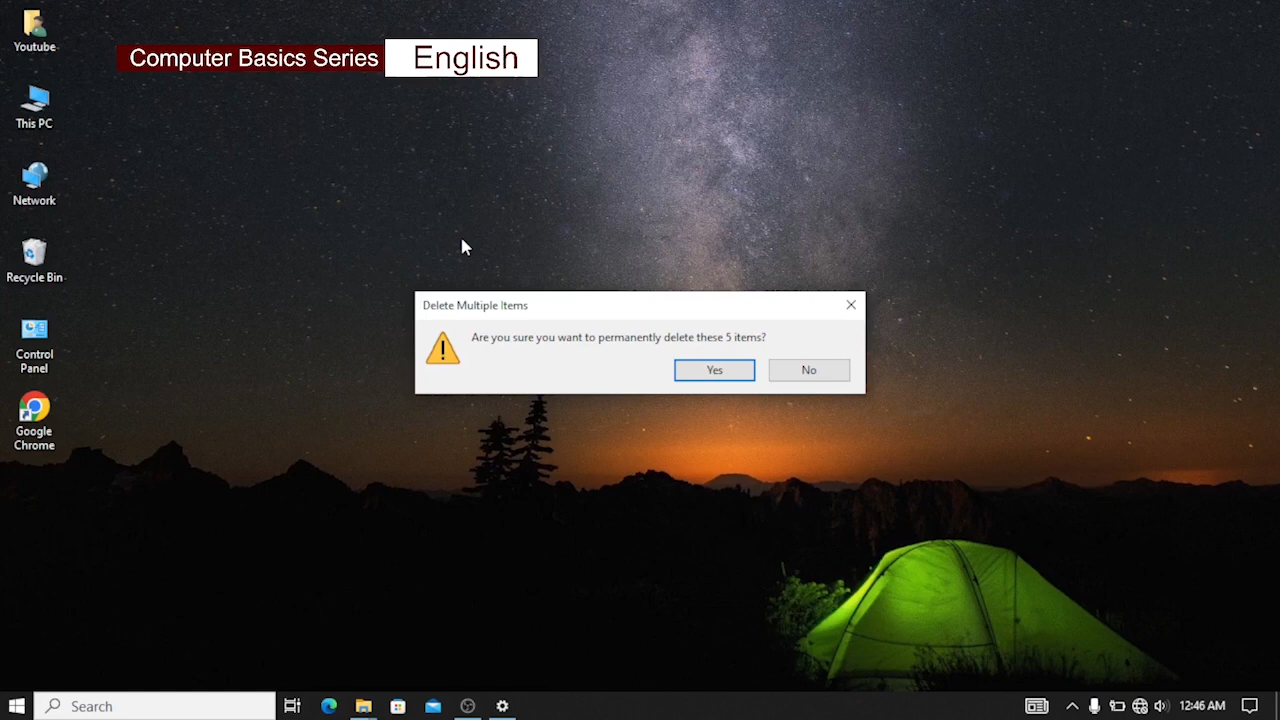 Youtube
Computer Basics Series English
This PC
Network
Recycle Bin
Delete Multiple Items
Are you sure you want to permanently delete these 5 items?
Yes No
Control
Panel
Google
Chrome
Search
12:46 AM